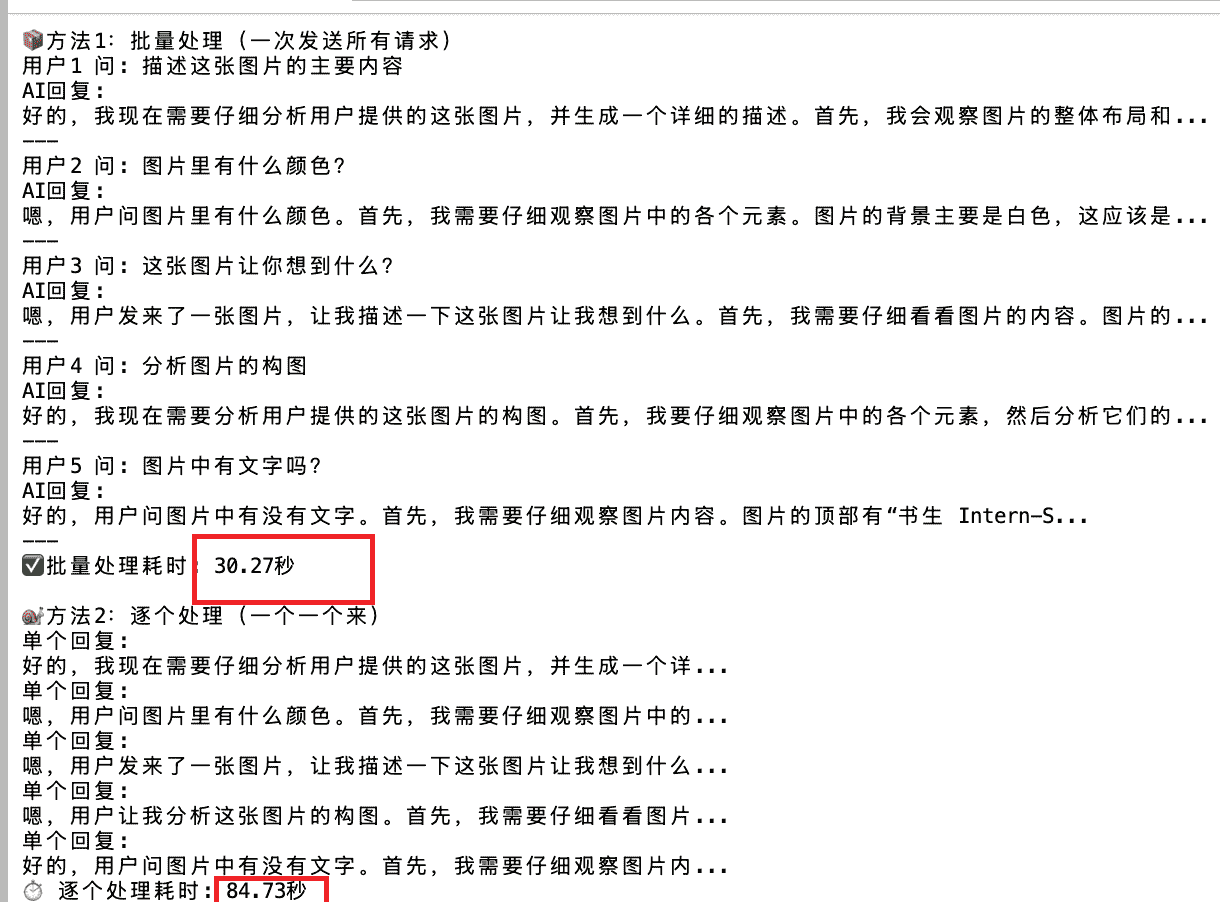 方法1: 批量处理 (一次发送所有请求)
用户1 问: 描述这张图片的主要内容
AI回复:
好的, 我现在需要仔细分析用户提供的这张图片, 并生成一个详细的描述。首先, 我会观察图片的整体布局和...
---
用户2 问: 图片里有什么颜色?
AI回复:
嗯, 用户问图片里有什么颜色。首先, 我需要仔细观察图片中的各个元素。图片的背景主要是白色, 这应该是...
---
用户3 问: 这张图片让你想到什么?
AI回复:
嗯, 用户发来了一张图片, 让我描述一下这张图片让我想到什么。首先, 我需要仔细看看图片的内容。图片的...
---
用户4 问: 分析图片的构图
AI回复:
好的, 我现在需要分析用户提供的这张图片的构图。首先, 我要仔细观察图片中的各个元素, 然后分析它们的...
---
用户5 问: 图片中有文字吗?
AI回复:
好的, 用户问图片中有没有文字。首先, 我需要仔细观察图片内容。图片的顶部有“书生 Intern-S...
---
批量处理耗时: 30.27秒
方法2: 逐个处理 (一个一个来)
单个回复:
好的, 我现在需要仔细分析用户提供的这张图片, 并生成一个详...
单个回复:
嗯, 用户问图片里有什么颜色。首先, 我需要仔细观察图片中的...
单个回复:
嗯, 用户发来了一张图片, 让我描述一下这张图片让我想到什么...
单个回复:
嗯, 用户让我分析这张图片的构图。首先, 我需要仔细看看图片...
单个回复:
好的, 用户问图片中有没有文字。首先, 我需要仔细观察图片内...
逐个处理耗时: 84.73秒